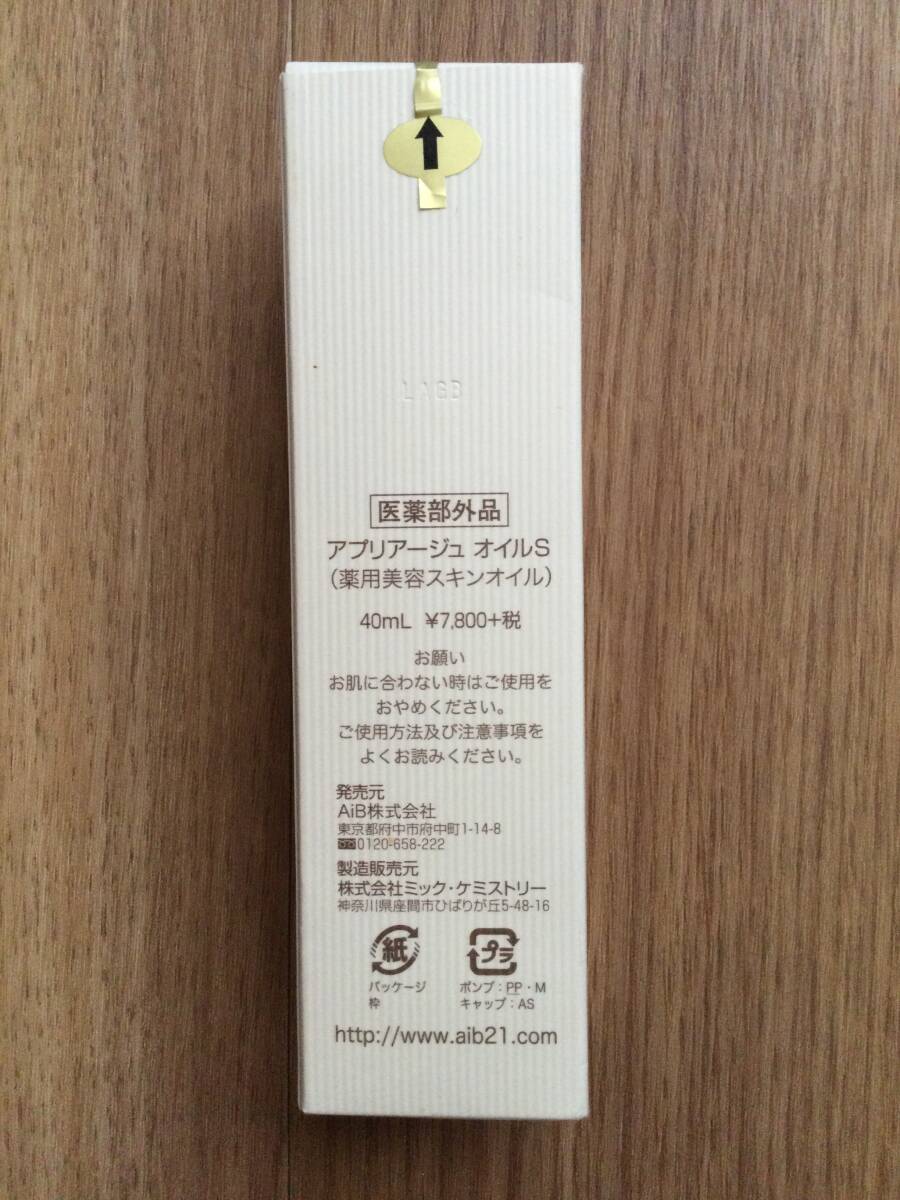 LAGB
医薬部外品
アプリアージュ オイルS
（薬用美容スキンオイル）
40mL ¥7,800+税
お願い
お肌に合わない時はご使用を
おやめください。
ご使用方法及び注意事項を
よくお読みください。
発売元
AiB株式会社
東京都府中市府中町1-14-8
0120-658-222
製造販売元
株式会社ミック・ケミストリー
神奈川県座間市ひばりが丘5-48-16
紙 プラ
パッケージ ポンプ：PP・M
枠 キャップ：AS
http://www.aib21.com